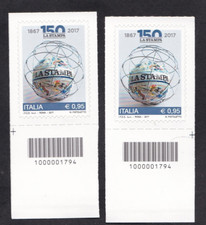 1867 150 2017
LA STAMPA
LA STAMPA
ITALIA € 0,95
1000001794
1867 150 2017
LA STAMPA
LA STAMPA
ITALIA € 0,95
1000001794